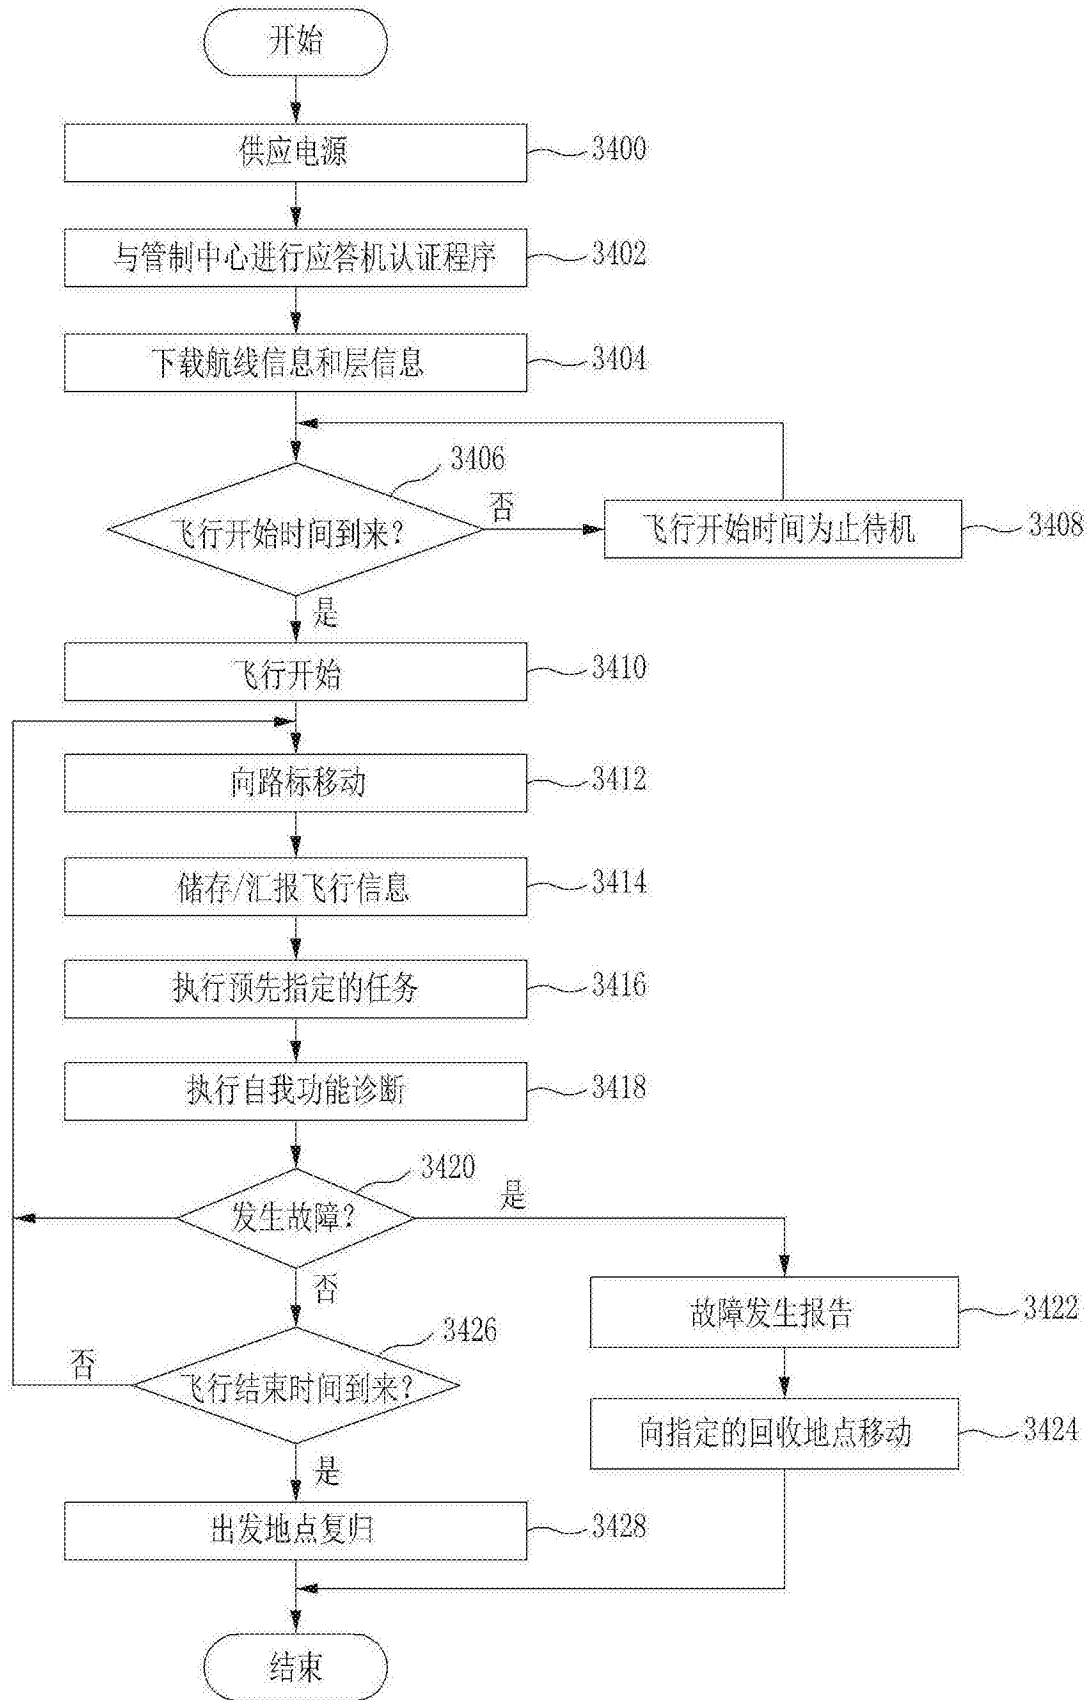 开始
供应电源
3400
与管制中心进行应答机认证程序
3402
下载航线信息和层信息
3404
3406
飞行开始时间到来?
否
飞行开始时间为止待机
3408
是
飞行开始
3410
向路标移动
3412
储存/汇报飞行信息
3414
执行预先指定的任务
3416
执行自我功能诊断
3418
3420
发生故障?
是
否
故障发生报告
3422
3426
否
飞行结束时间到来?
向指定的回收地点移动
3424
是
出发地点复归
3428
结束